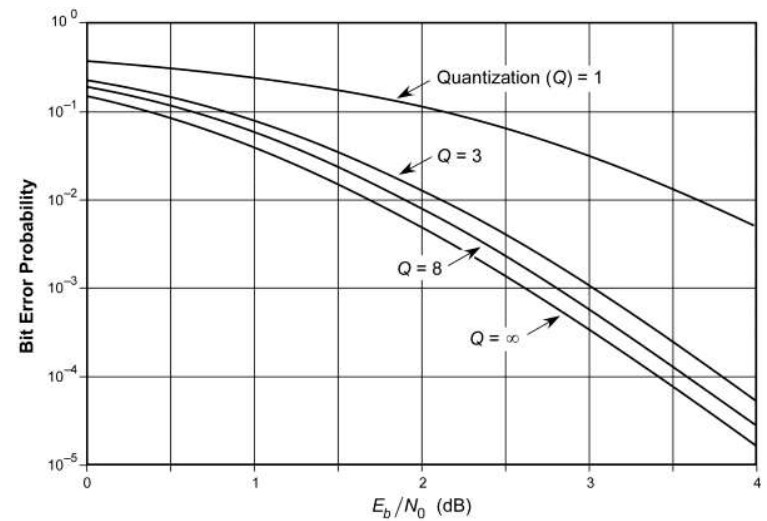 Bit Error Probability
10⁰
10⁻¹
10⁻²
10⁻³
10⁻⁴
10⁻⁵
Quantization (Q) = 1
Q = 3
Q = 8
Q = ∞
0 1 2 3 4
E_b/N_0 (dB)